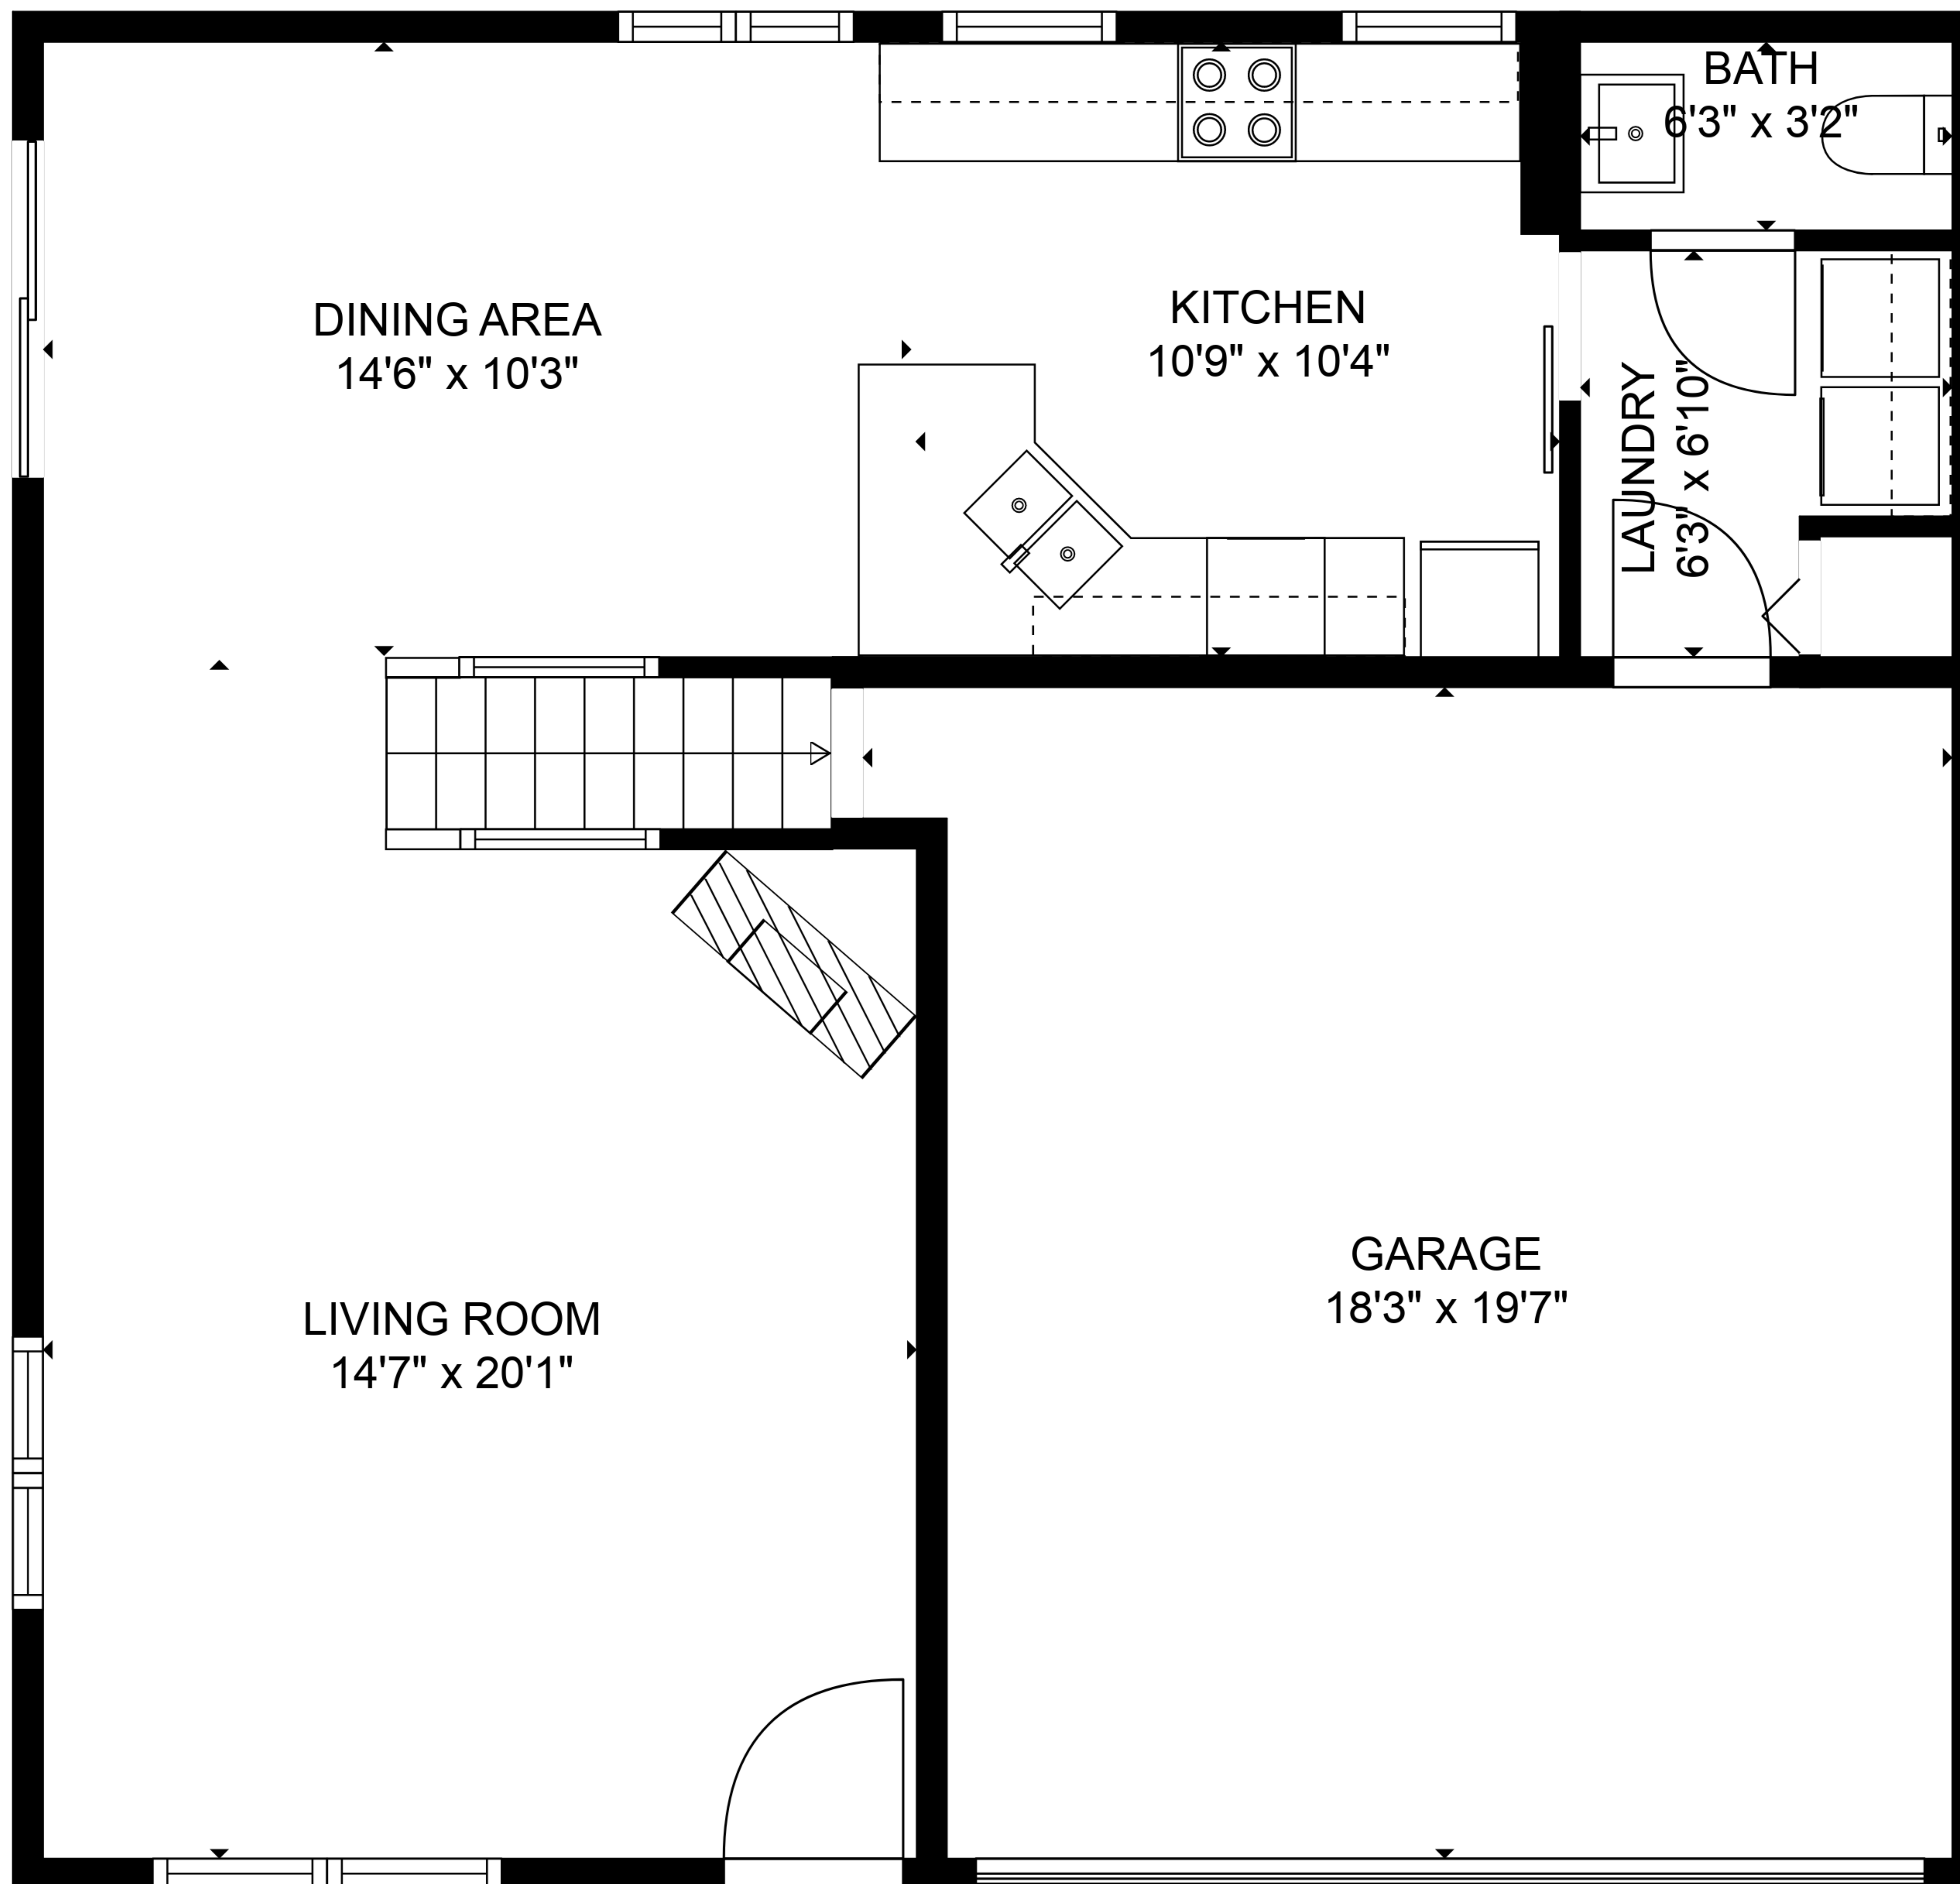 BATH
6'3" x 3'2"
DINING AREA
14'6" x 10'3"
KITCHEN
10'9" x 10'4"
LAUNDRY
6'3" x 6'10"
GARAGE
18'3" x 19'7"
LIVING ROOM
14'7" x 20'1"